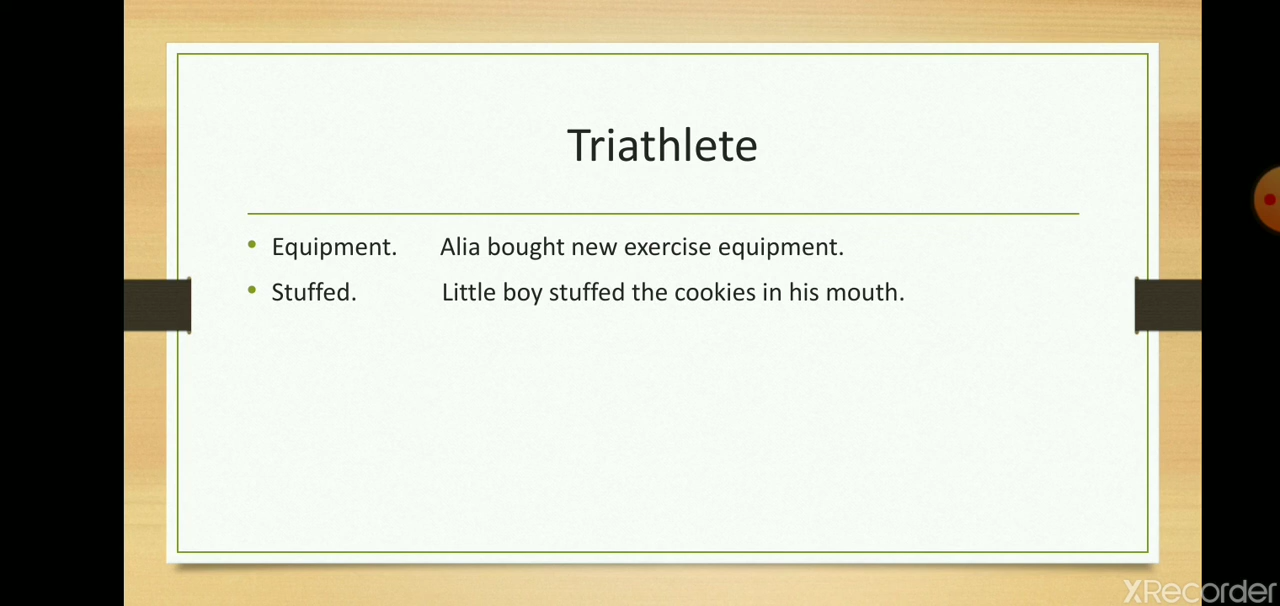 Triathlete
• Equipment. Alia bought new exercise equipment.
• Stuffed. Little boy stuffed the cookies in his mouth.
XRecorder